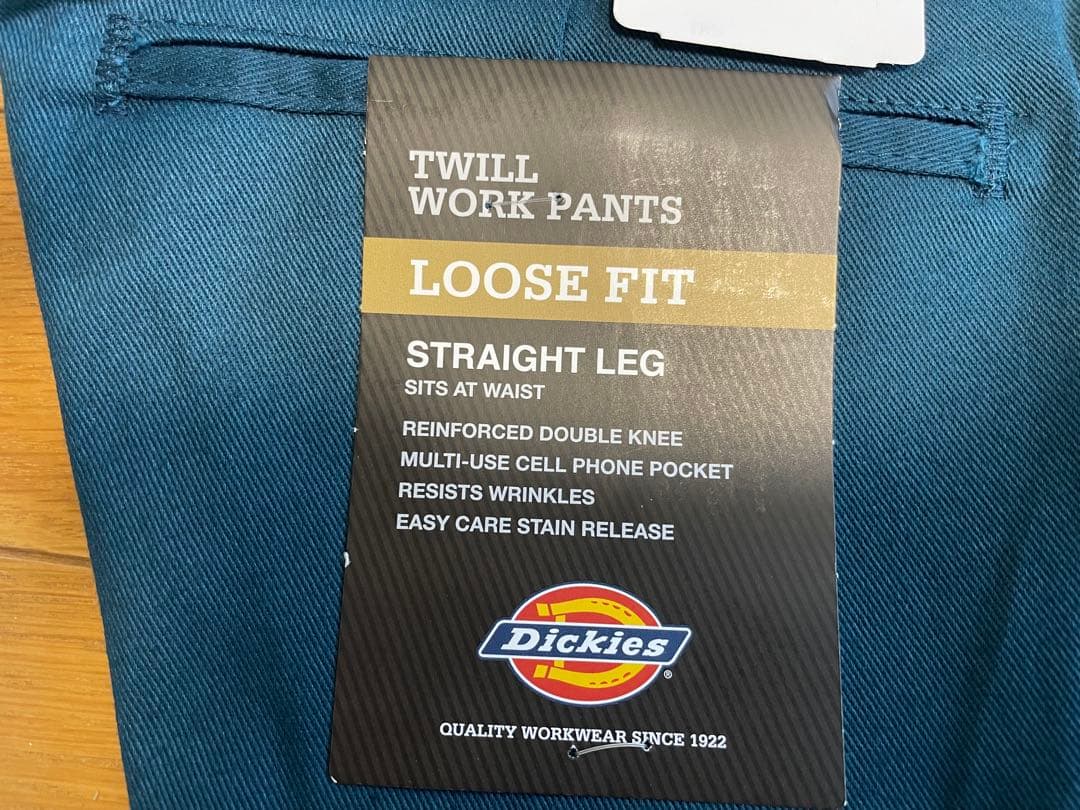 TWILL
WORK PANTS
LOOSE FIT
STRAIGHT LEG
SITS AT WAIST
REINFORCED DOUBLE KNEE
MULTI-USE CELL PHONE POCKET
RESISTS WRINKLES
EASY CARE STAIN RELEASE
Dickies
®
QUALITY WORKWEAR SINCE 1922